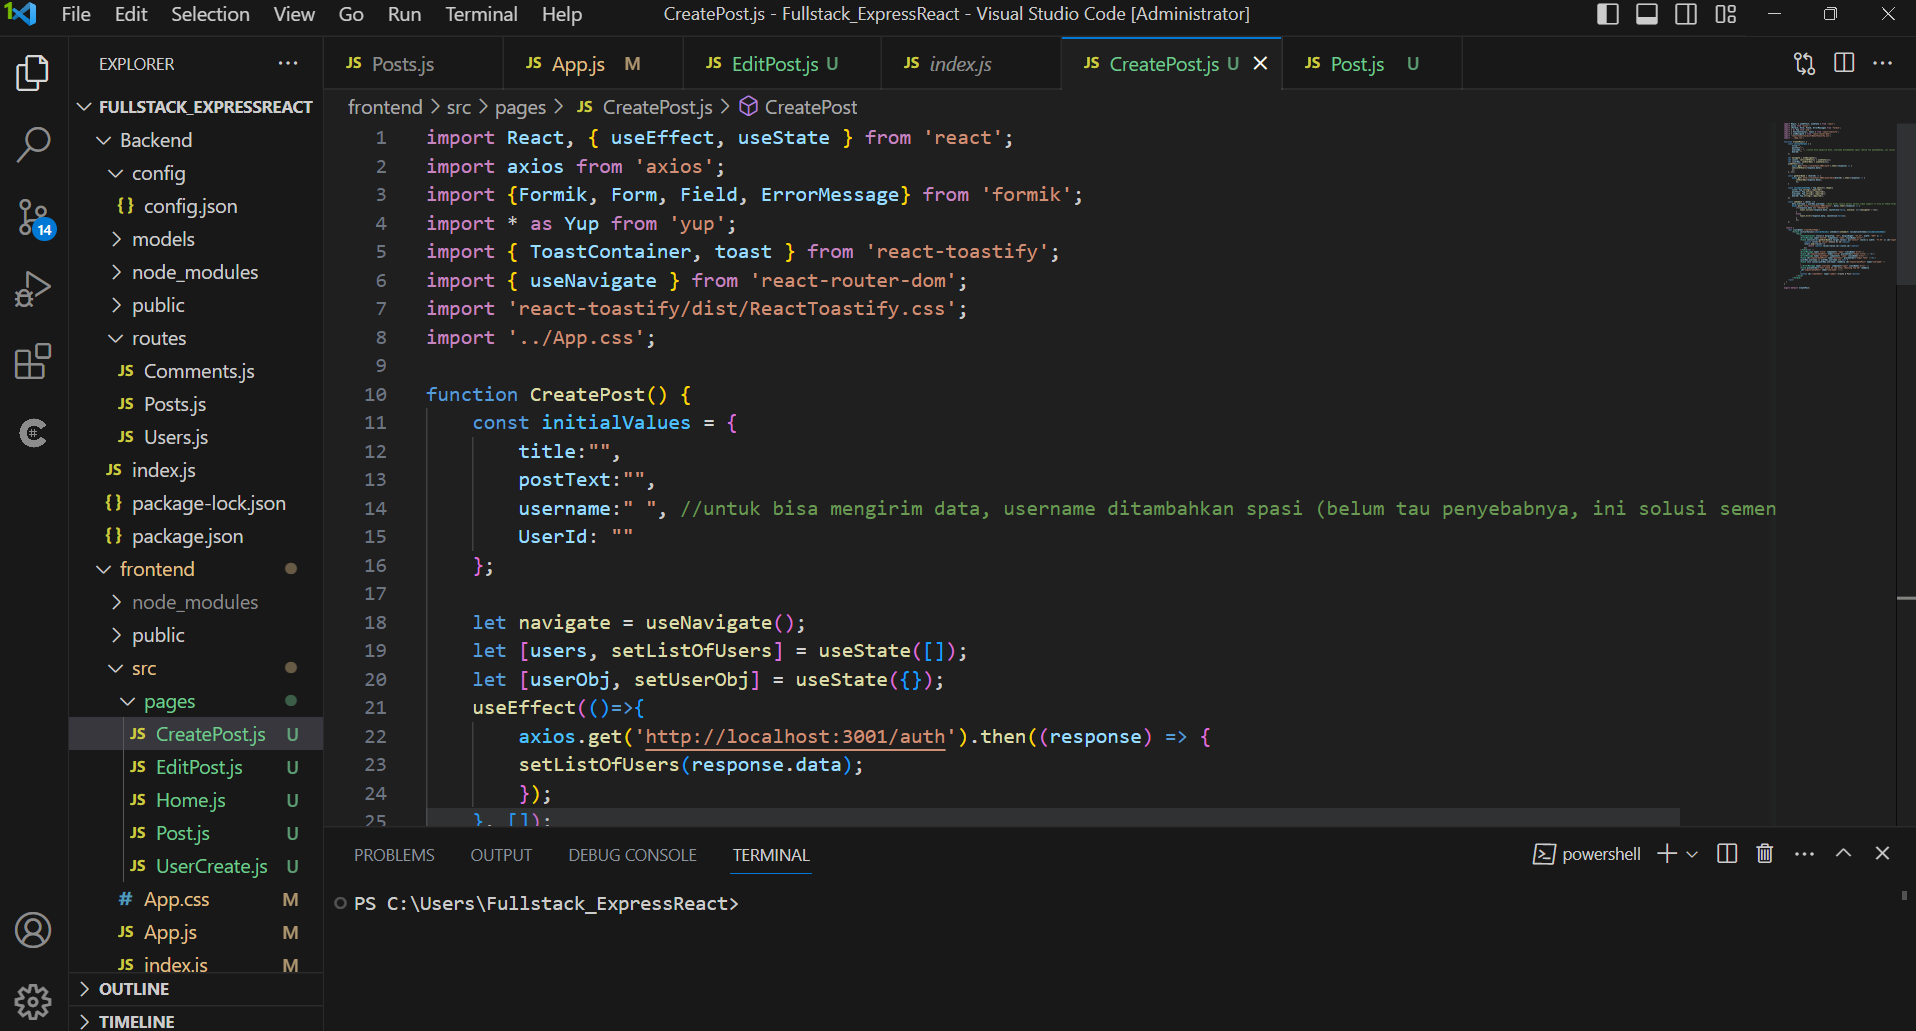 File Edit Selection View Go Run Terminal Help CreatePost.js - Fullstack_ExpressReact - Visual Studio Code [Administrator]
EXPLORER
FULLSTACK_EXPRESSREACT
Backend
config
{} config.json
models
node_modules
public
routes
JS Comments.js
JS Posts.js
JS Users.js
JS index.js
{} package-lock.json
{} package.json
frontend
node_modules
public
src
pages
JS CreatePost.js U
JS EditPost.js U
JS Home.js U
JS Post.js U
JS UserCreate.js U
# App.css M
JS App.js M
JS index.js M
OUTLINE
TIMELINE
14
JS Posts.js JS App.js M JS EditPost.js U JS index.js JS CreatePost.js U JS Post.js U
frontend > src > pages > JS CreatePost.js > CreatePost
1 import React, { useEffect, useState } from 'react';
2 import axios from 'axios';
3 import {Formik, Form, Field, ErrorMessage} from 'formik';
4 import * as Yup from 'yup';
5 import { ToastContainer, toast } from 'react-toastify';
6 import { useNavigate } from 'react-router-dom';
7 import 'react-toastify/dist/ReactToastify.css';
8 import '../App.css';
9
10 function CreatePost() {
11 const initialValues = {
12 title:"",
13 postText:"",
14 username:" ", //untuk bisa mengirim data, username ditambahkan spasi (belum tau penyebabnya, ini solusi semen
15 UserId: ""
16 };
17
18 let navigate = useNavigate();
19 let [users, setListOfUsers] = useState([]);
20 let [userObj, setUserObj] = useState({});
21 useEffect(()=>{
22 axios.get('http://localhost:3001/auth').then((response) => {
23 setListOfUsers(response.data);
24 });
25 }, []);
PROBLEMS OUTPUT DEBUG CONSOLE TERMINAL powershell
PS C:\Users\Fullstack_ExpressReact>